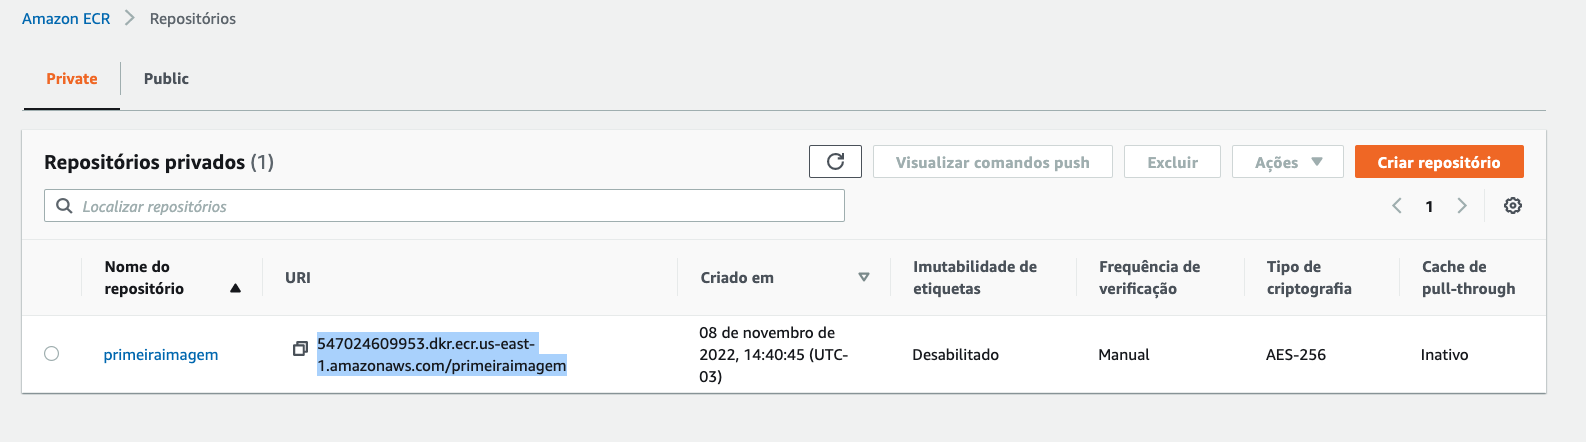 Amazon ECR > Repositórios
Private
Public
Repositórios privados (1)
Visualizar comandos push
Excluir
Ações
Criar repositório
Localizar repositórios
1
Nome do
repositório
URI
Criado em
Imutabilidade de
etiquetas
Frequência de
verificação
Tipo de
criptografia
Cache de
pull-through
primeiraimagem
547024609953.dkr.ecr.us-east-
1.amazonaws.com/primeiraimagem
08 de novembro de
2022, 14:40:45 (UTC-
03)
Desabilitado
Manual
AES-256
Inativo